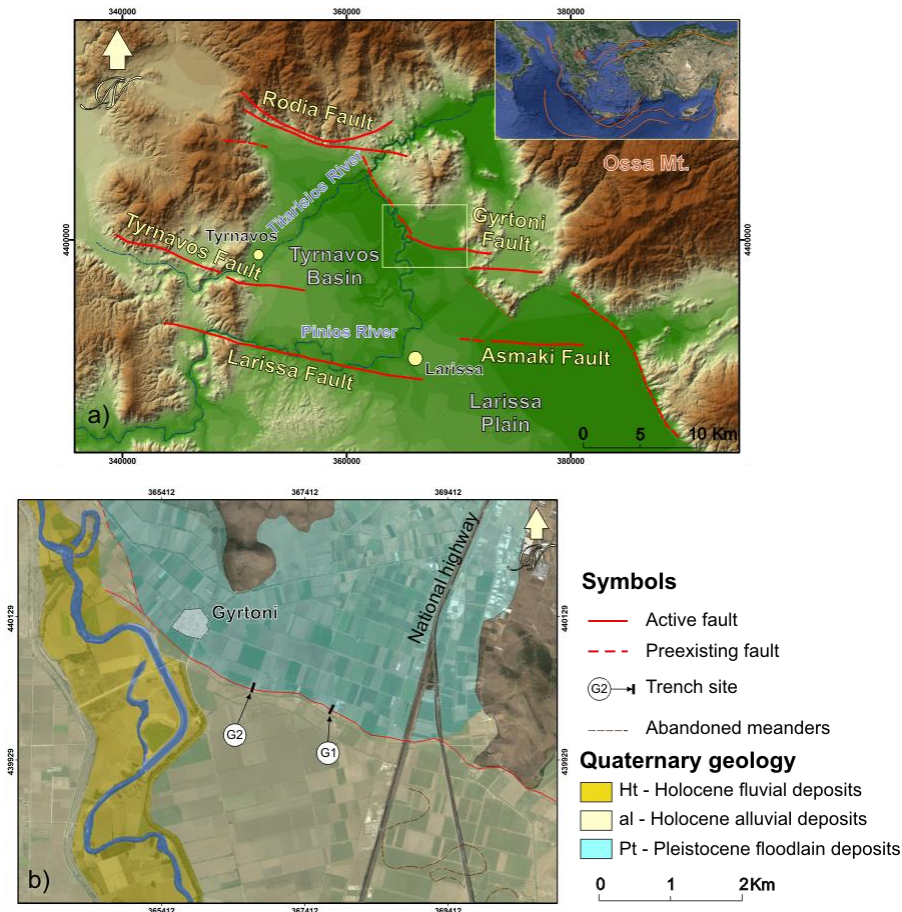 340000
360000
380000
N
Rodia Fault
Ossa Mt.
Titarisios River
Gyrtoni
Fault
4400000
4400000
Tyrnavos
Tyrnavos Fault
Tyrnavos
Basin
Pinios River
Larissa
Larissa Fault
Asmaki Fault
Larissa
Plain
a)
0 5 10 Km
340000
360000
380000
365412
367412
369412
N
National highway
Gyrtoni
440129
440129
G2
G1
439929
439929
b)
365412
367412
369412
Symbols
Active fault
Preexisting fault
G2 Trench site
Abandoned meanders
Quaternary geology
Ht - Holocene fluvial deposits
al - Holocene alluvial deposits
Pt - Pleistocene floodlain deposits
0 1 2Km